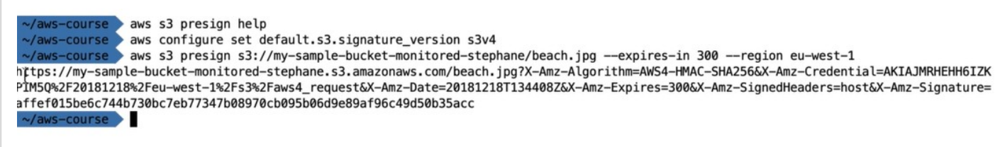 ~/aws-course aws s3 presign help
~/aws-course aws configure set default.s3.signature_version s3v4
~/aws-course aws s3 presign s3://my-sample-bucket-monitored-stephane/beach.jpg --expires-in 300 --region eu-west-1
https://my-sample-bucket-monitored-stephane.s3.amazonaws.com/beach.jpg?X-Amz-Algorithm=AWS4-HMAC-SHA256&X-Amz-Credential=AKIAJMRHEHH6IZK
PIM5Q%2F20181218%2Feu-west-1%2Fs3%2Faws4_request&X-Amz-Date=20181218T134408Z&X-Amz-Expires=300&X-Amz-SignedHeaders=host&X-Amz-Signature=
affef015be6c744b730bc7eb77347b08970cb095b06d9e89af96c49d50b35acc
~/aws-course